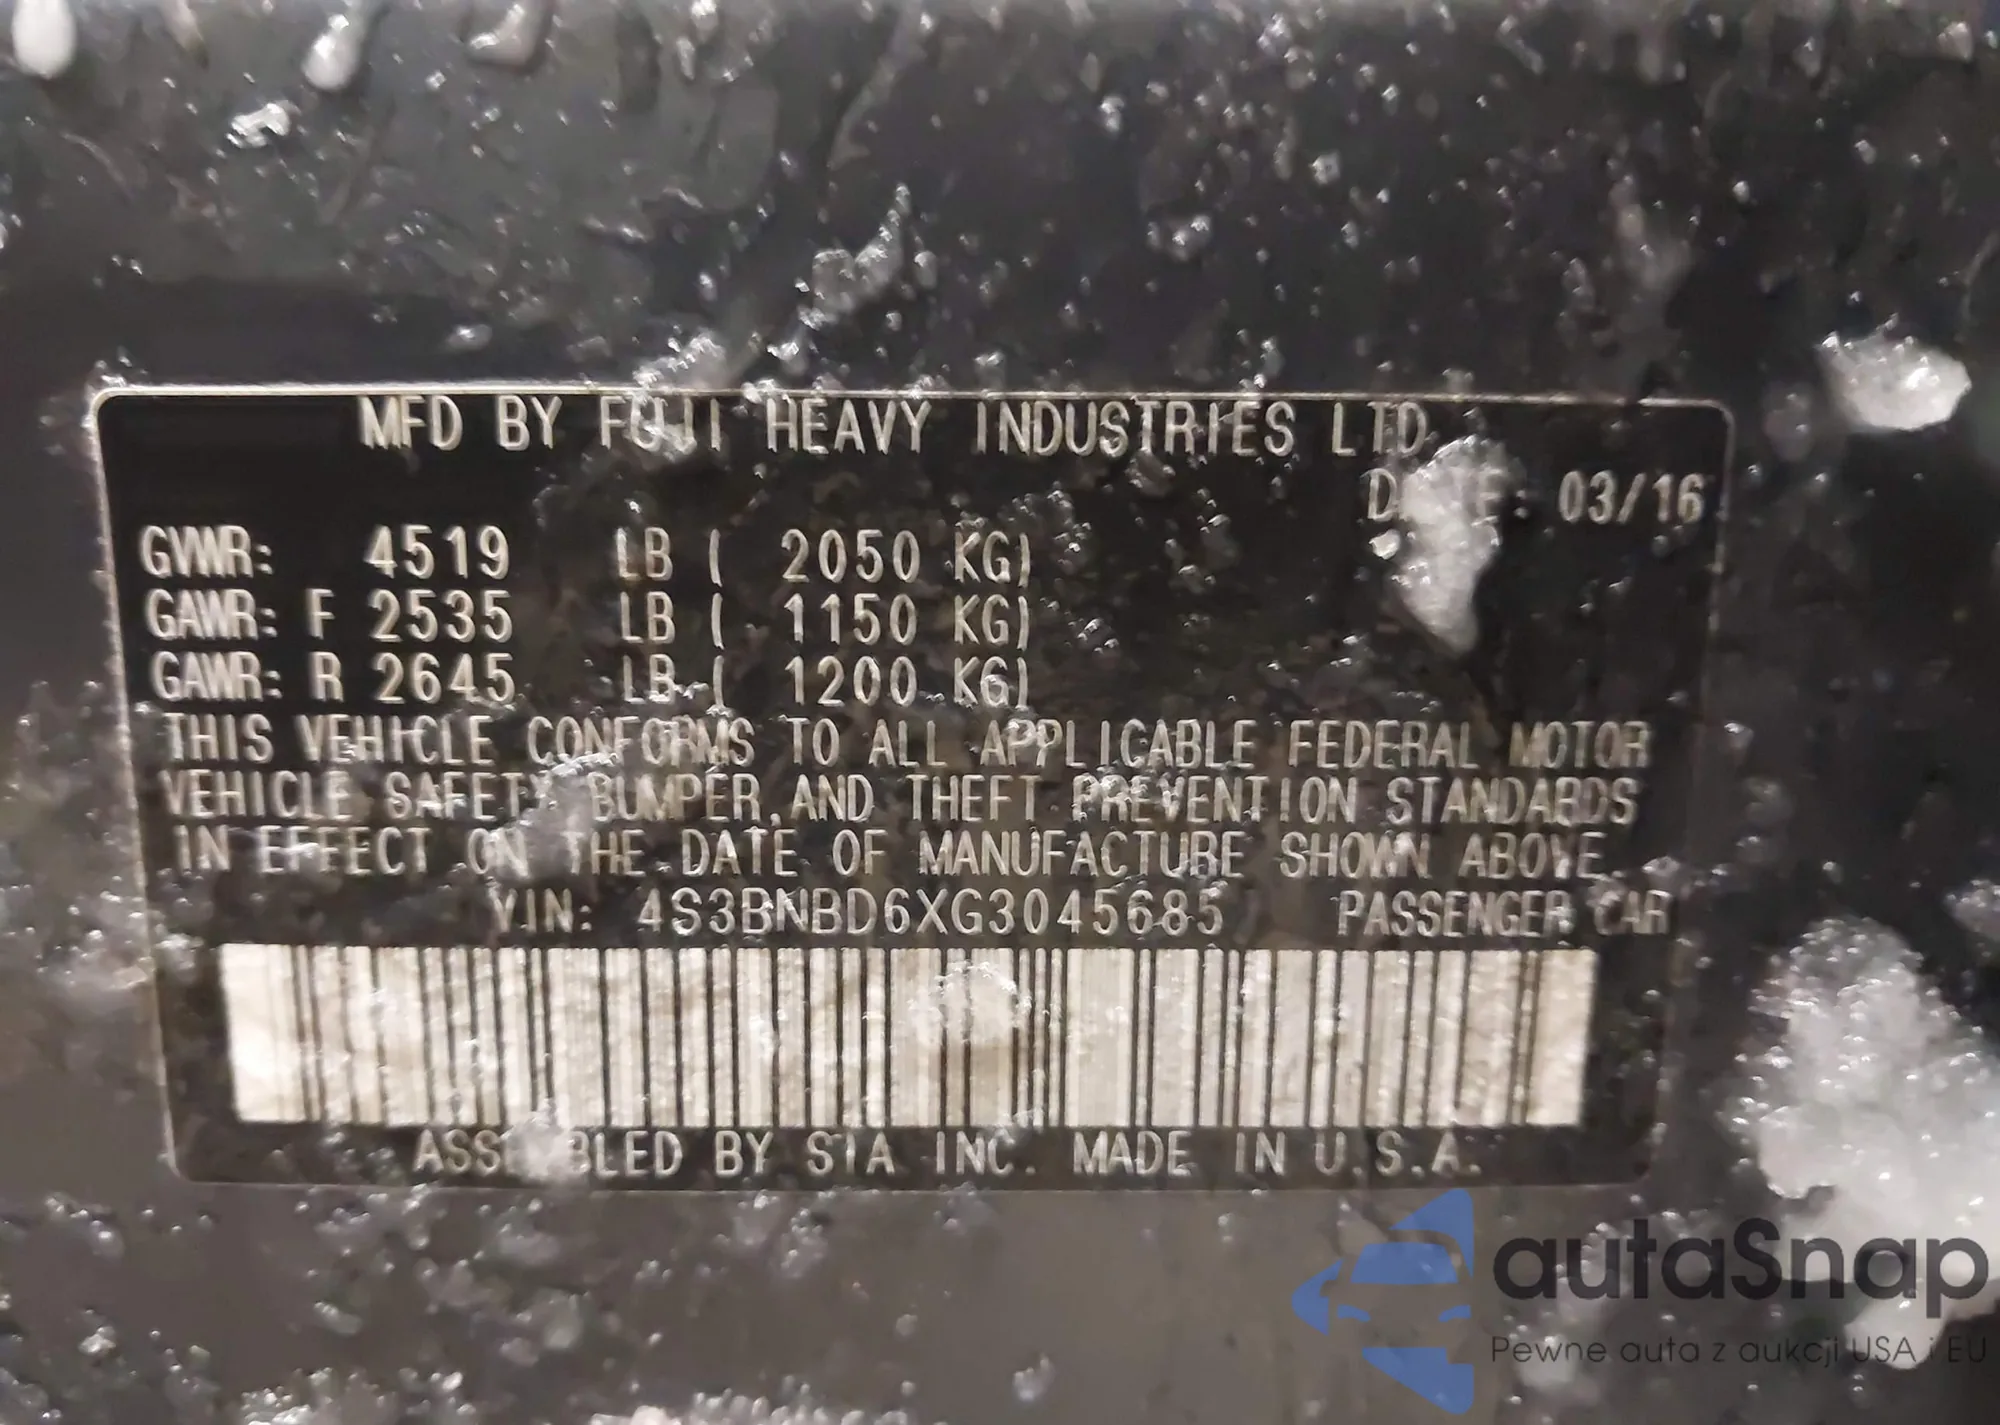 MFD BY FUJI HEAVY INDUSTRIES LTD.
DATE: 03/16
GVWR: 4519 LB ( 2050 KG)
GAWR: F 2535 LB ( 1150 KG)
GAWR: R 2645 LB ( 1200 KG)
THIS VEHICLE CONFORMS TO ALL APPLICABLE FEDERAL MOTOR
VEHICLE SAFETY, BUMPER, AND THEFT PREVENTION STANDARDS
IN EFFECT ON THE DATE OF MANUFACTURE SHOWN ABOVE.
VIN: 4S3BNBD6XG3045685 PASSENGER CAR
ASSEMBLED BY SIA INC. MADE IN U.S.A.
autaSnap
Pewne auta z aukcji USA i EU